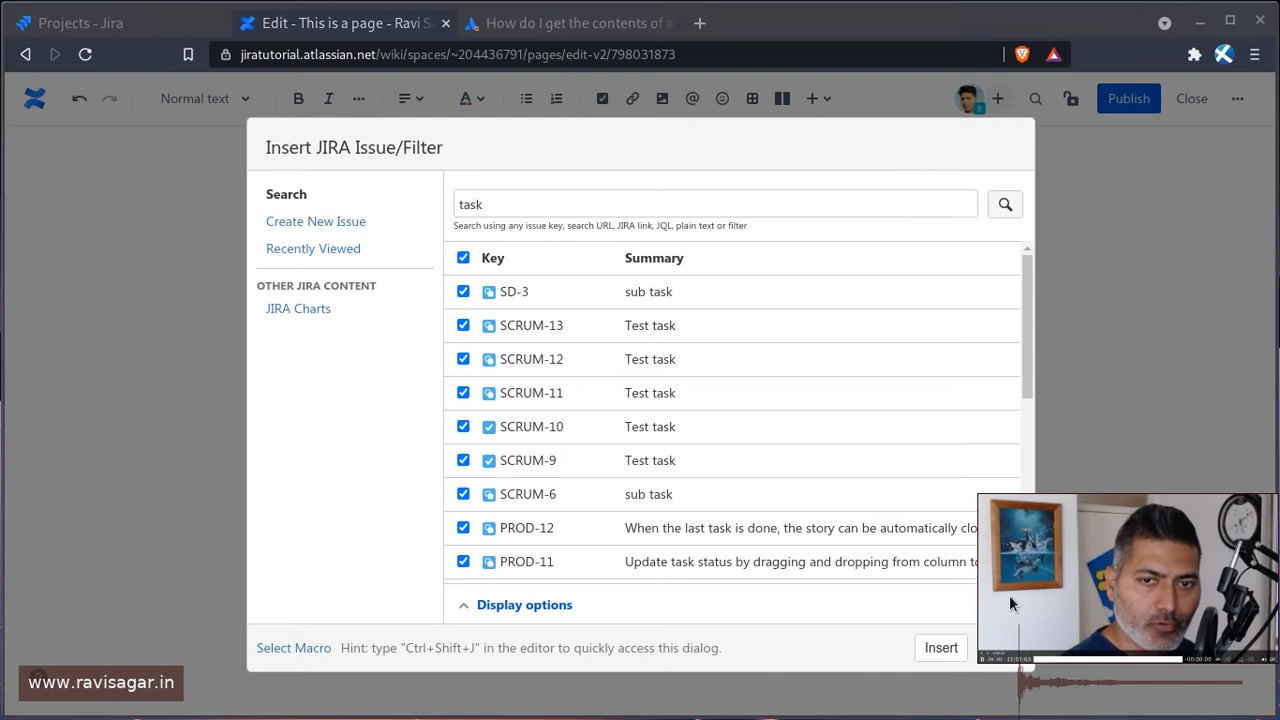 Projects - Jira
Edit - This is a page - Ravi S
How do I get the contents of a
jiratutorial.atlassian.net/wiki/spaces/~204436791/pages/edit-v2/798031873
Normal text
Publish
Close
Insert JIRA Issue/Filter
Search
Create New Issue
Recently Viewed
OTHER JIRA CONTENT
JIRA Charts
task
Search using any issue key, search URL, JIRA link, JQL, plain text or filter
Key Summary
SD-3 sub task
SCRUM-13 Test task
SCRUM-12 Test task
SCRUM-11 Test task
SCRUM-10 Test task
SCRUM-9 Test task
SCRUM-6 sub task
PROD-12 When the last task is done, the story can be automatically clo
PROD-11 Update task status by dragging and dropping from column to
Display options
Select Macro Hint: type "Ctrl+Shift+J" in the editor to quickly access this dialog.
Insert
www.ravisagar.in